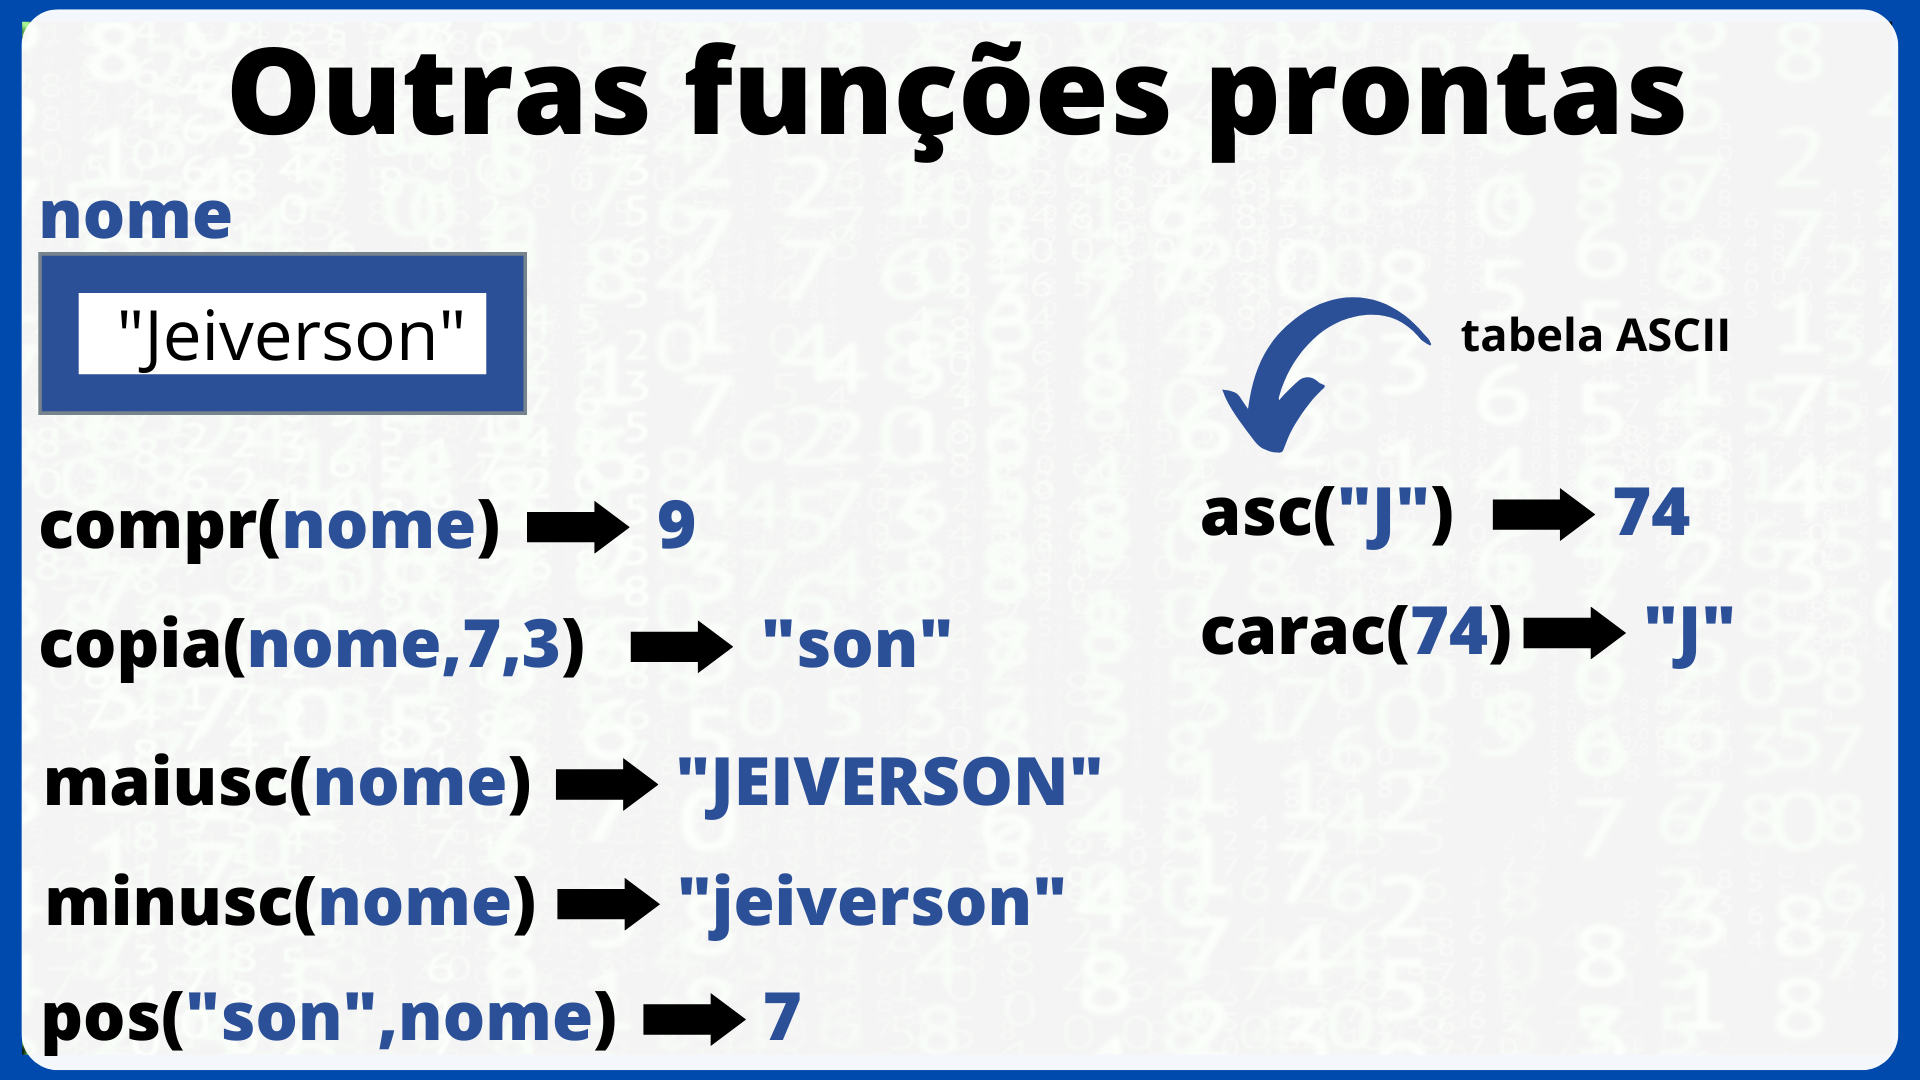 Outras funções prontas
nome
"Jeiverson"
compr(nome) 9
copia(nome,7,3) "son"
maiusc(nome) "JEIVERSON"
minusc(nome) "jeiverson"
pos("son",nome) 7
tabela ASCII
asc("J") 74
carac(74) "J"